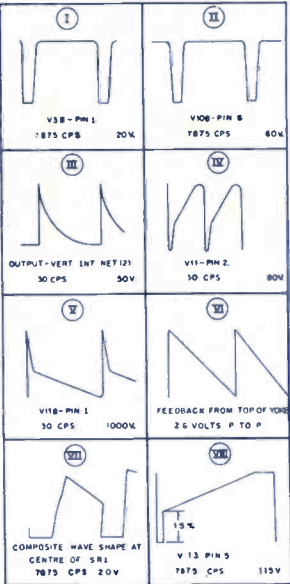 I
V38-PIN 1
7875 CPS 20V.
II
V10B-PIN 6
7875 CPS 60V.
III
OUTPUT-VERT INT NET (2)
30 CPS 50V
IV
V11-PIN 2.
30 CPS 80V.
V
V11B-PIN 1
30 CPS 1000V.
VI
FEEDBACK FROM TOP OF YOKE
2.6 VOLTS P TO P
VII
COMPOSITE WAVE SHAPE AT
CENTRE OF SR1
7875 CPS 20V
VIII
1.5%
V 13 PIN 5
7875 CPS 115V